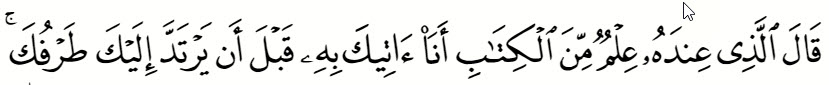 قَالَ ٱلَّذِى عِندَهُۥ عِلْمٌۭ مِّنَ ٱلْكِتَٰبِ أَنَا۠ ءَاتِيكَ بِهِۦ قَبْلَ أَن يَرْتَدَّ إِلَيْكَ طَرْفُكَ ۚ